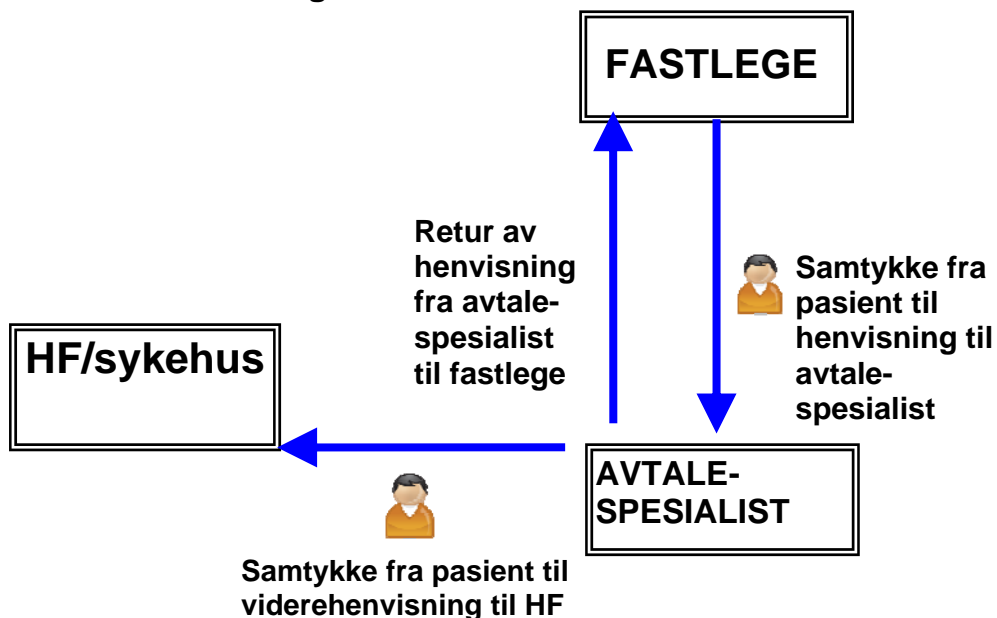 FASTLEGE
Retur av
henvisning
fra avtale-
spesialist
til fastlege
Samtykke fra
pasient til
henvisning til
avtale-
spesialist
HF/sykehus
AVTALE-
SPESIALIST
Samtykke fra pasient til
viderehenvisning til HF